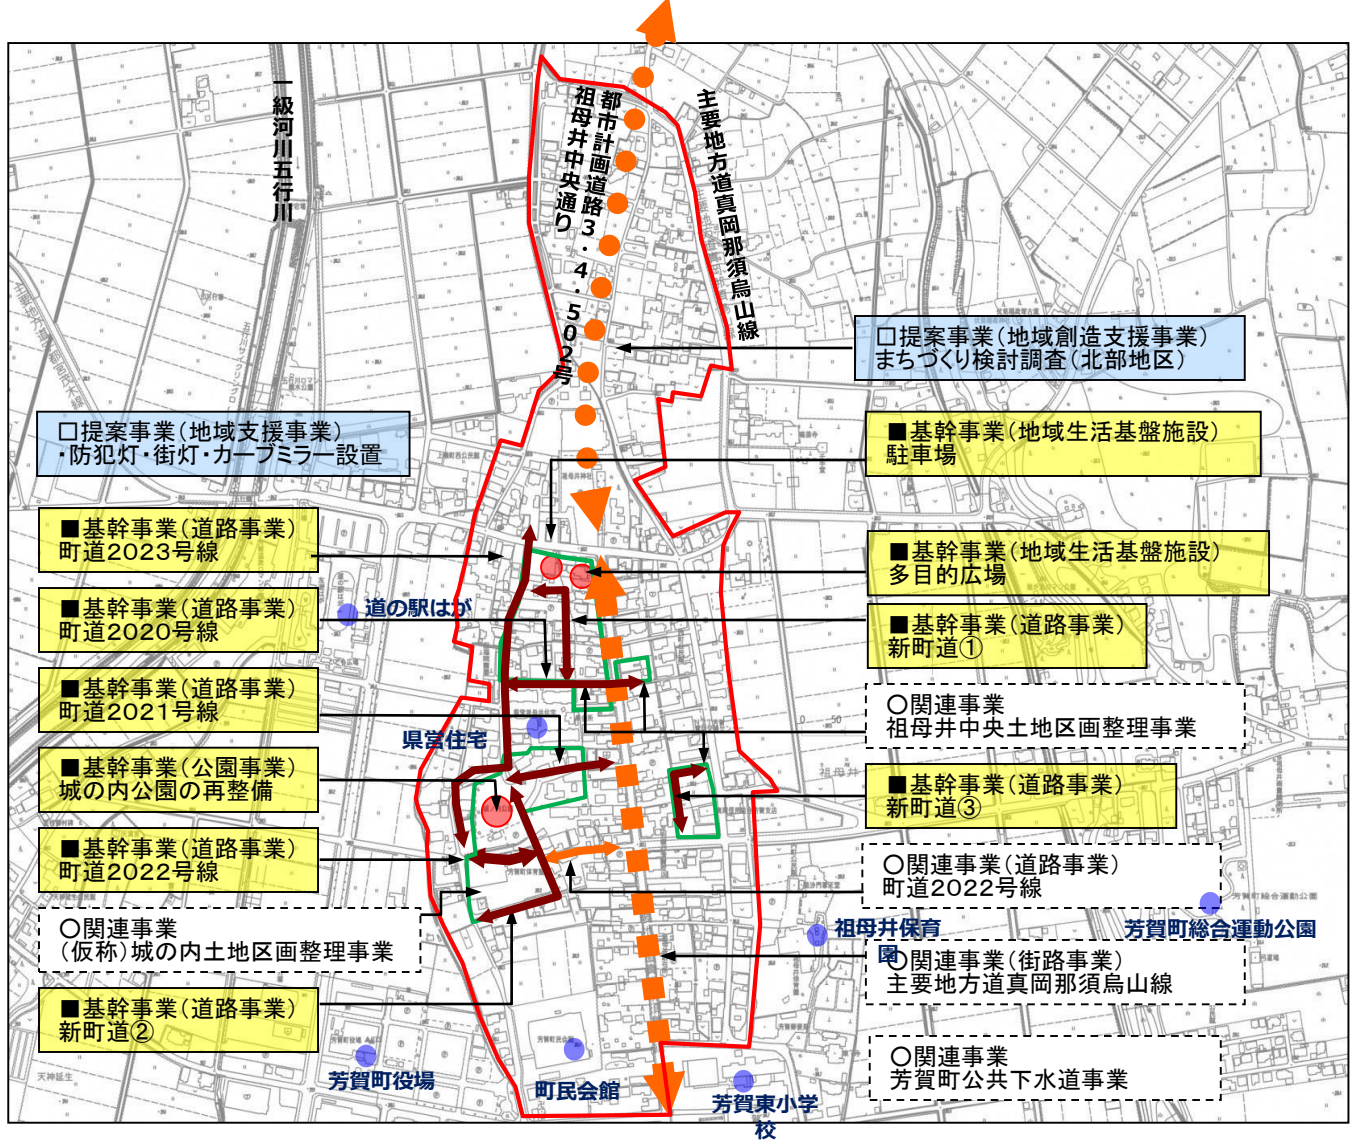 一級河川五行川
都市計画道路3・4・502号
祖母井中央通り
主要地方道真岡那須烏山線
□提案事業(地域創造支援事業)
まちづくり検討調査(北部地区)
□提案事業(地域支援事業)
・防犯灯・街灯・カーブミラー設置
■基幹事業(地域生活基盤施設)
駐車場
■基幹事業(道路事業)
町道2023号線
■基幹事業(地域生活基盤施設)
多目的広場
■基幹事業(道路事業)
町道2020号線
道の駅はが
■基幹事業(道路事業)
新町道①
■基幹事業(道路事業)
町道2021号線
○関連事業
祖母井中央土地区画整理事業
県営住宅
■基幹事業(公園事業)
城の内公園の再整備
■基幹事業(道路事業)
新町道③
■基幹事業(道路事業)
町道2022号線
○関連事業(道路事業)
町道2022号線
○関連事業
(仮称)城の内土地区画整理事業
祖母井保育
園
芳賀町総合運動公園
○関連事業(街路事業)
主要地方道真岡那須烏山線
■基幹事業(道路事業)
新町道②
○関連事業
芳賀町公共下水道事業
芳賀町役場
町民会館
芳賀東小学
校
天神延生
祖母井
芳賀町総合運動公園